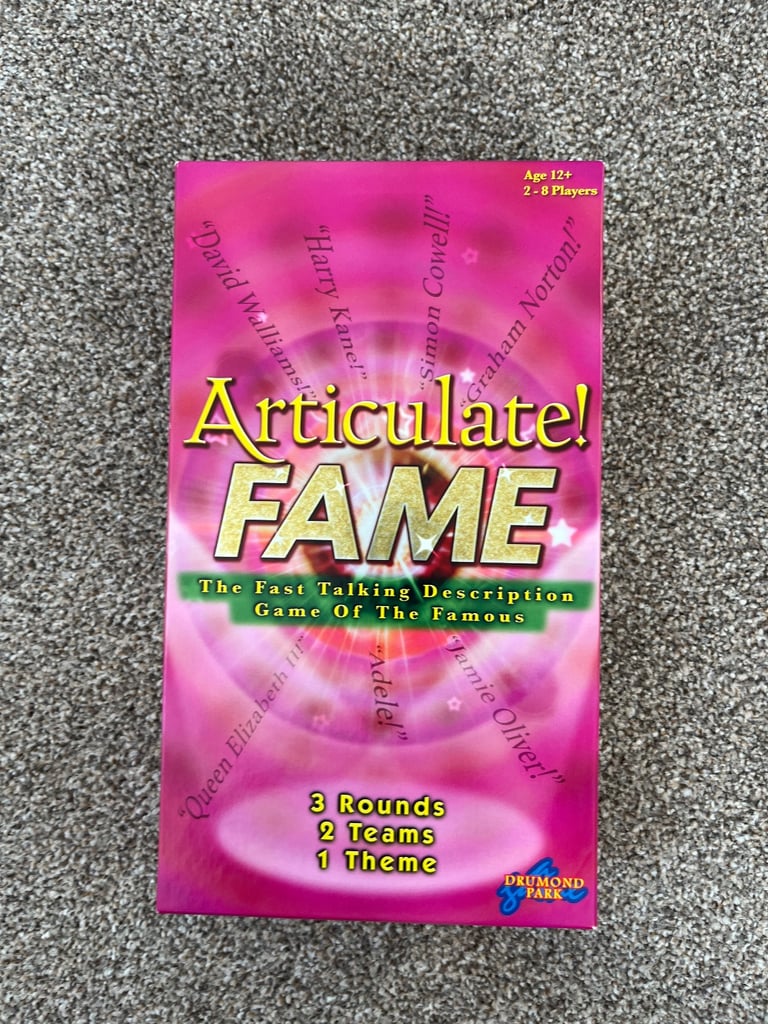 Age 12+
2 - 8 Players
"David Walliams!"
"Harry Kane!"
"Simon Cowell!"
"Graham Norton!"
Articulate!
FAME
The Fast Talking Description
Game Of The Famous
"Queen Elizabeth II!"
"Adele!"
"Jamie Oliver!"
3 Rounds
2 Teams
1 Theme
DRUMOND
PARK